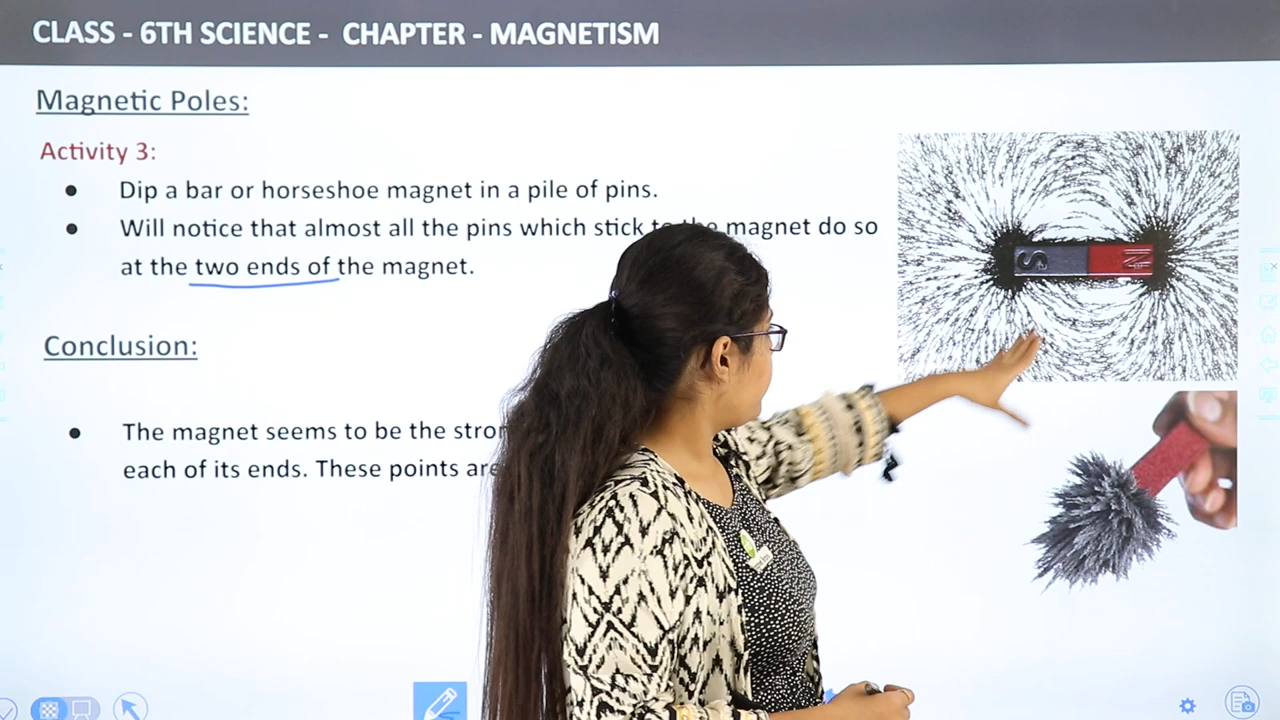 CLASS - 6TH SCIENCE - CHAPTER - MAGNETISM
Magnetic Poles:
Activity 3:
Dip a bar or horseshoe magnet in a pile of pins.
Will notice that almost all the pins which stick to the magnet do so
at the two ends of the magnet.
Conclusion:
The magnet seems to be the
each of its ends. These points are
S N